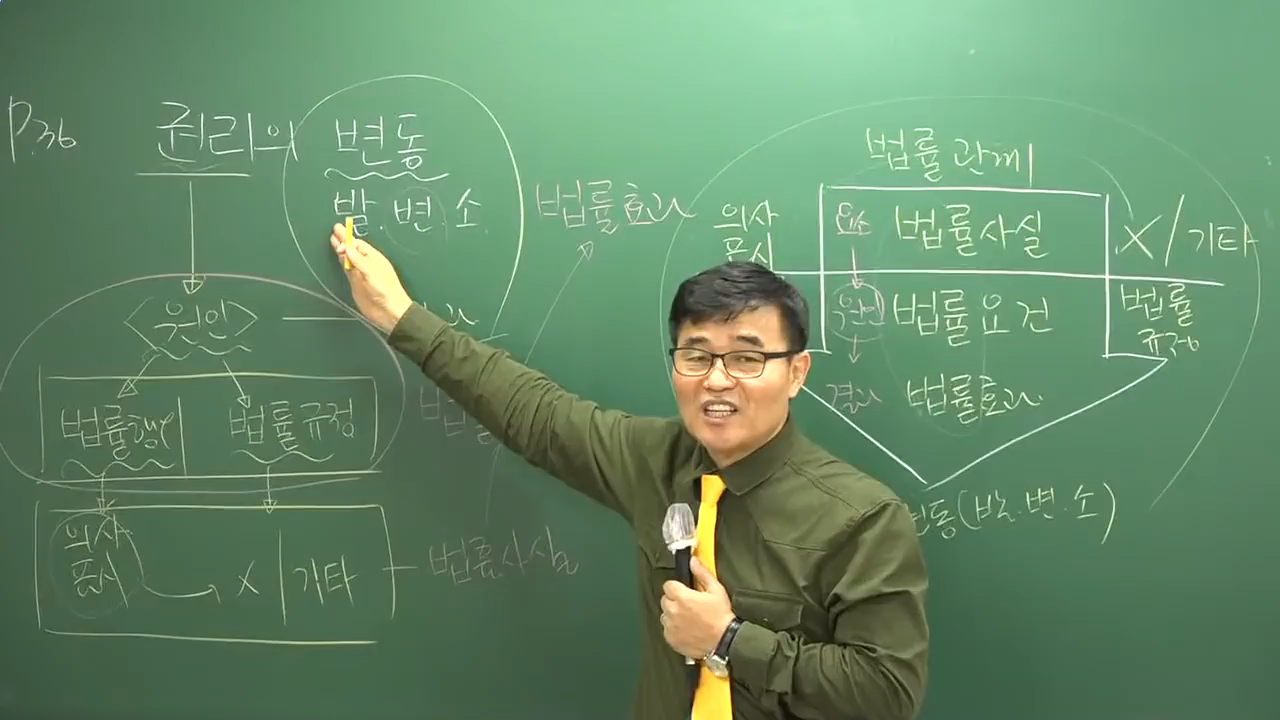 P.36
권리의 변동
발.변.소
원인
법률행위
법률규정
의사
표시
X 기타
법률사실
법률효과
법률관계
의사
표시
요소
법률사실
X/기타
원인
법률요건
법률
규정
결과
법률효과
변동(발.변.소)